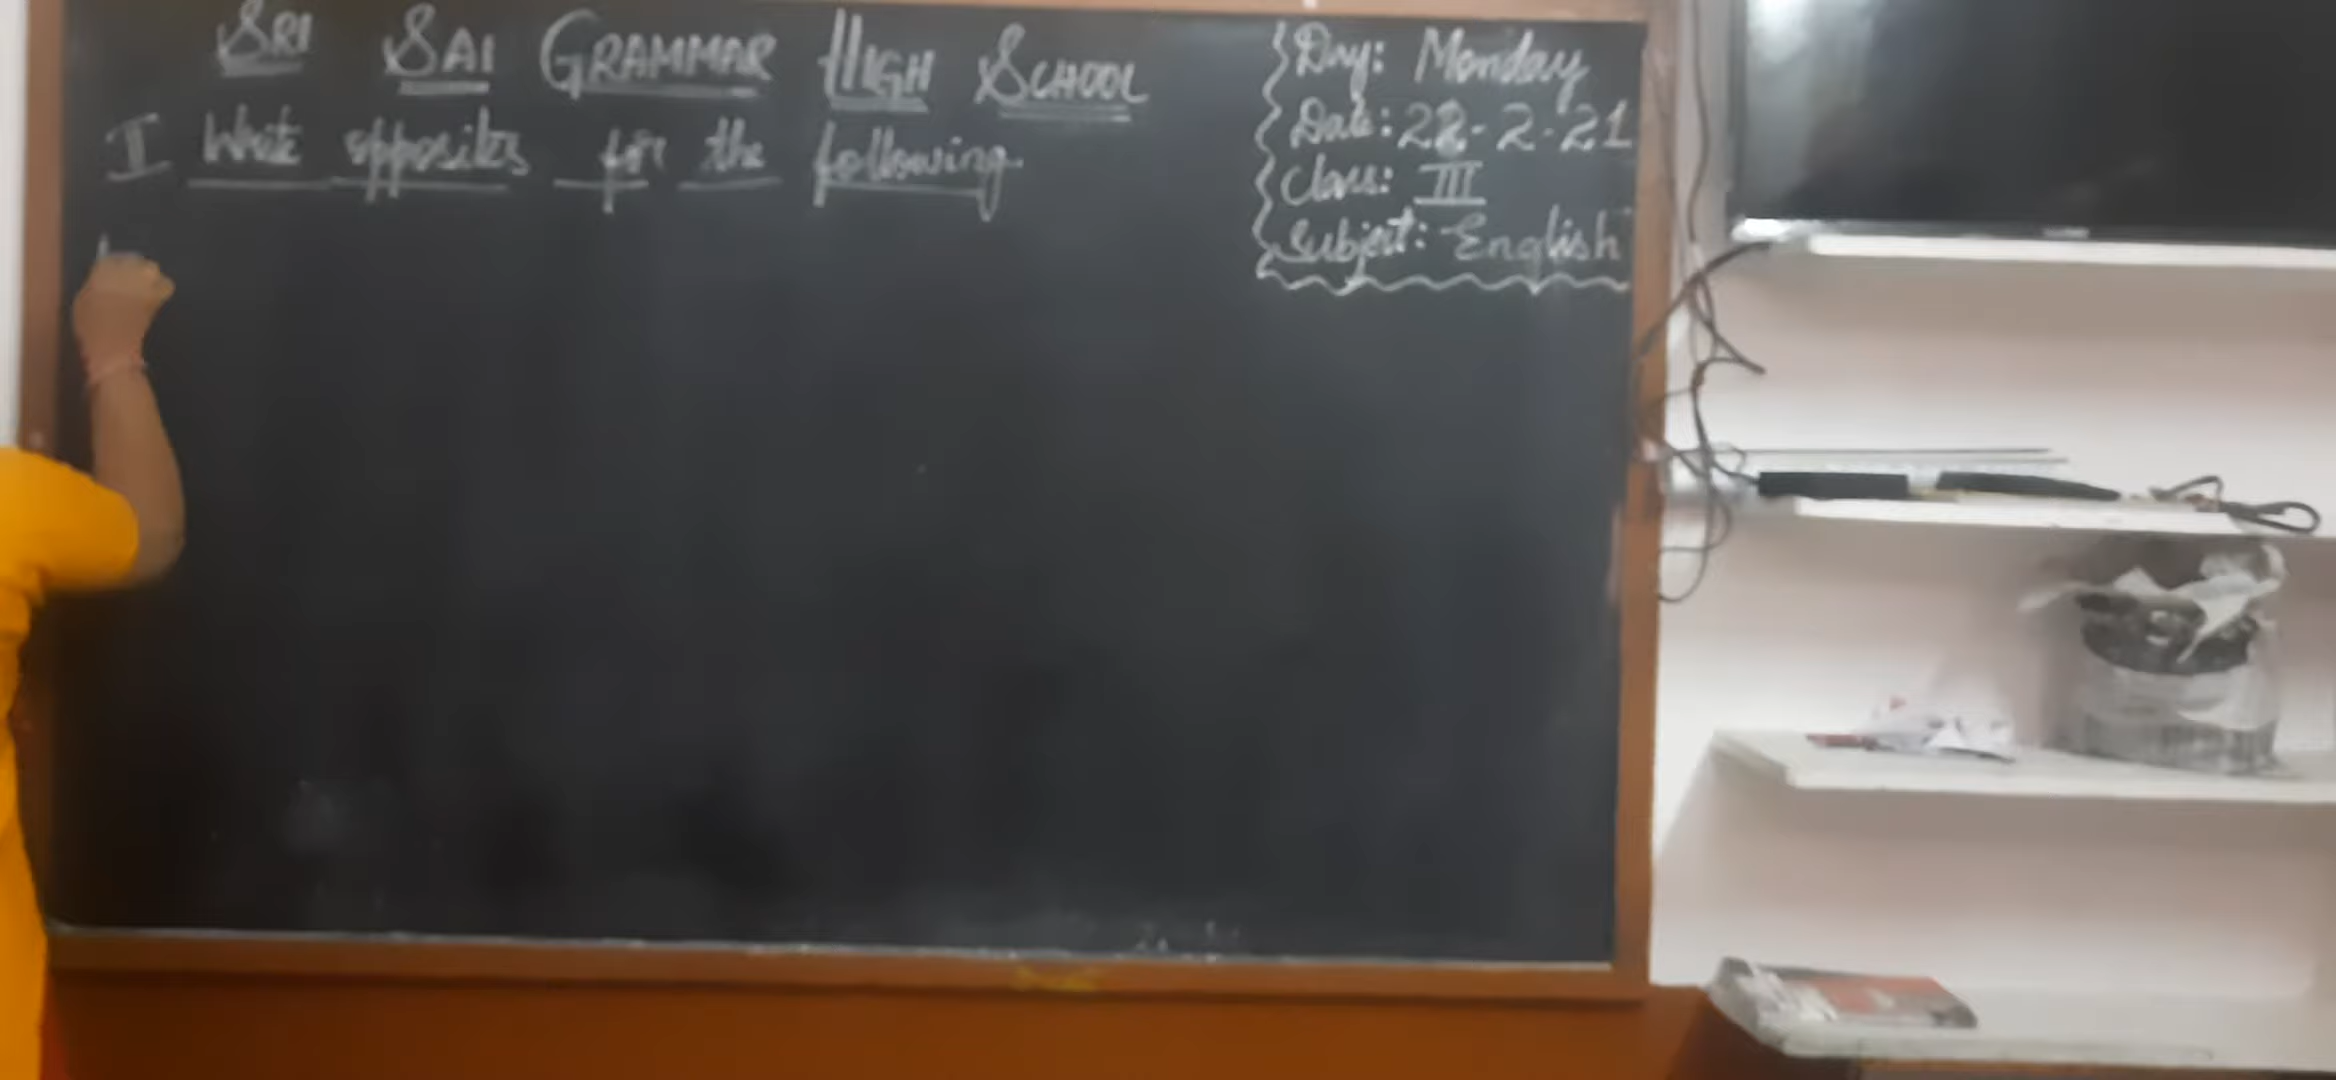 SRI SAI GRAMMAR HIGH SCHOOL
I Write opposites for the following
Day: Monday
Date: 22-2-21
Class: III
Subject: English